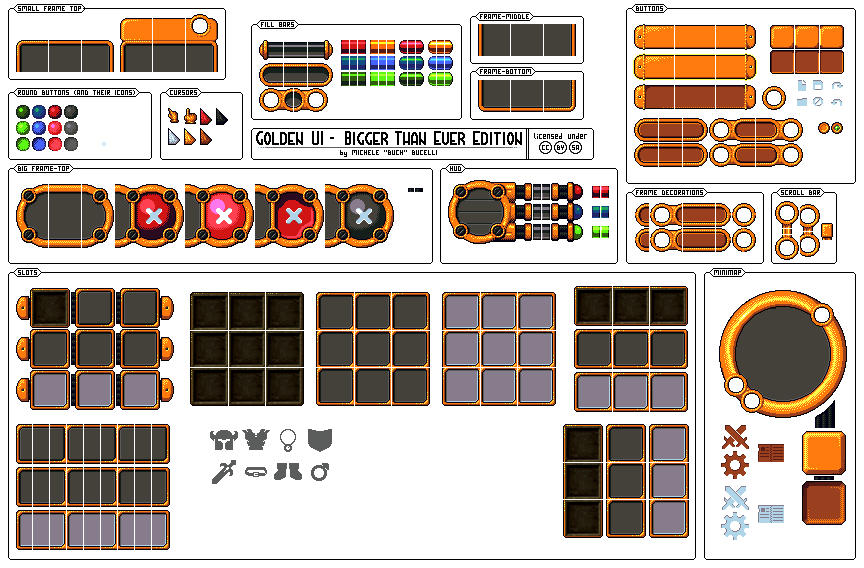 SMALL FRAME TOP
FILL BARS
FRAME-MIDDLE
BUTTONS
FRAME-BOTTOM
ROUND BUTTONS (AND THEIR ICONS)
CURSORS
GOLDEN UI - BIGGER THAN EVER EDITION
by MICHELE "BUCH" BUCELLI
licensed under
CC BY SA
BIG FRAME-TOP
HUD
FRAME DECORATIONS
SCROLL BAR
SLOTS
MINIMAP